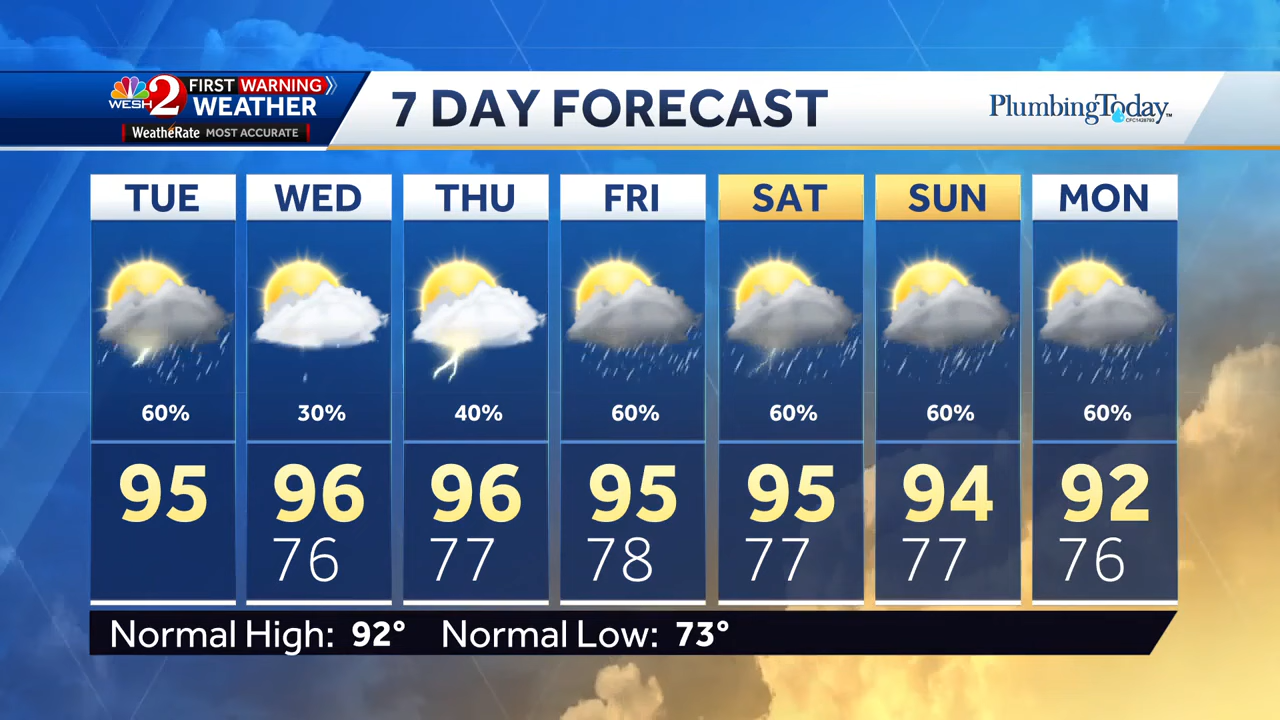 WESH 2 FIRST WARNING
WEATHER
WeatheRate MOST ACCURATE
7 DAY FORECAST
PlumbingToday™
CFC1428793
TUE WED THU FRI SAT SUN MON
60% 30% 40% 60% 60% 60% 60%
95 96 96 95 95 94 92
76 77 78 77 77 76
Normal High: 92° Normal Low: 73°